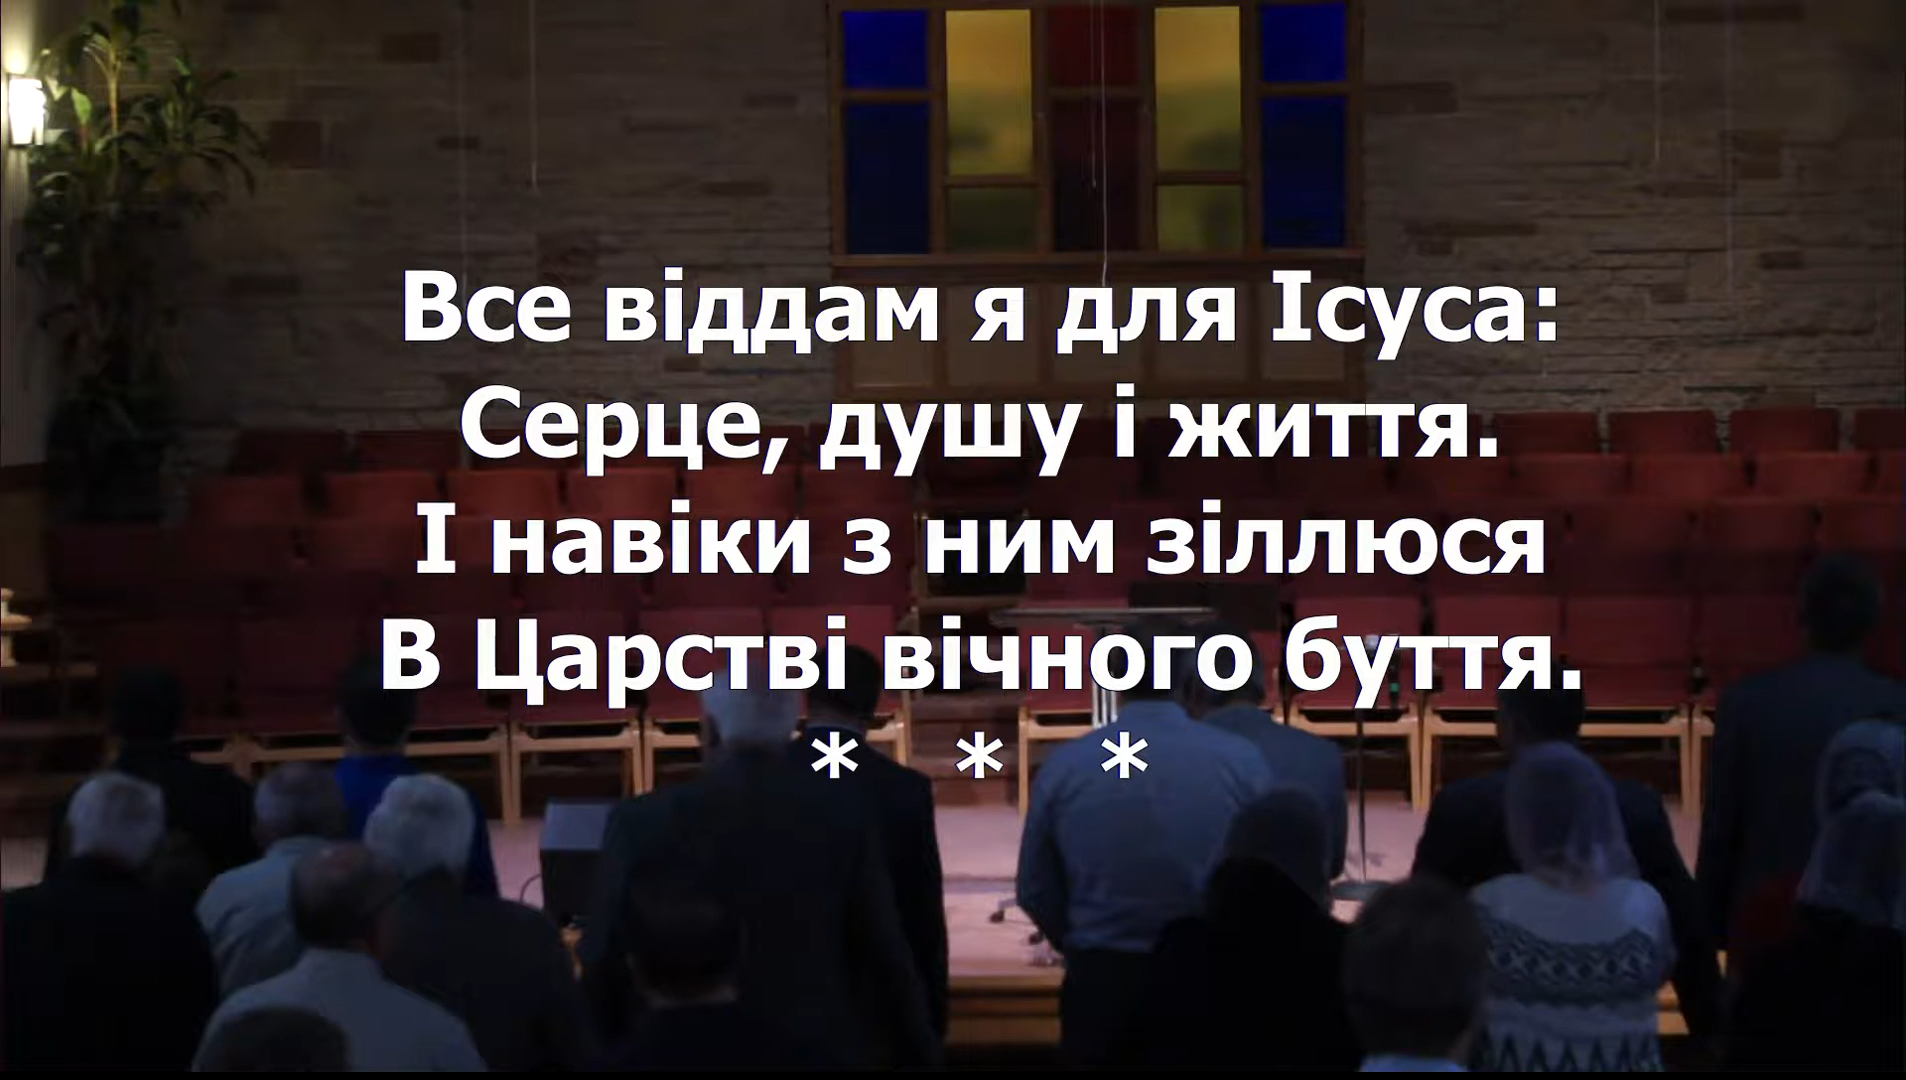 Все віддам я для Ісуса:
Серце, душу і життя.
І навіки з ним зіллюся
В Царстві вічного буття.
* * *